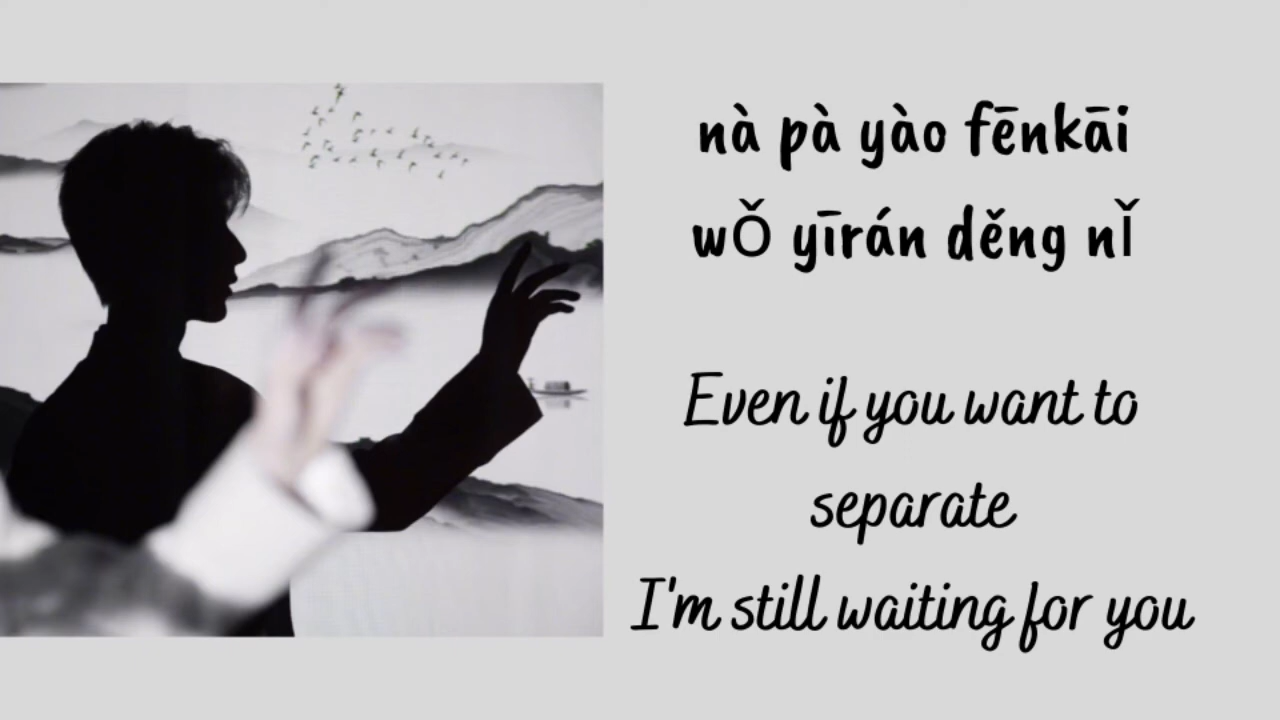 nà pà yào fēnkāi
wǑ yīrán děng nǏ
Even if you want to
separate
I'm still waiting for you